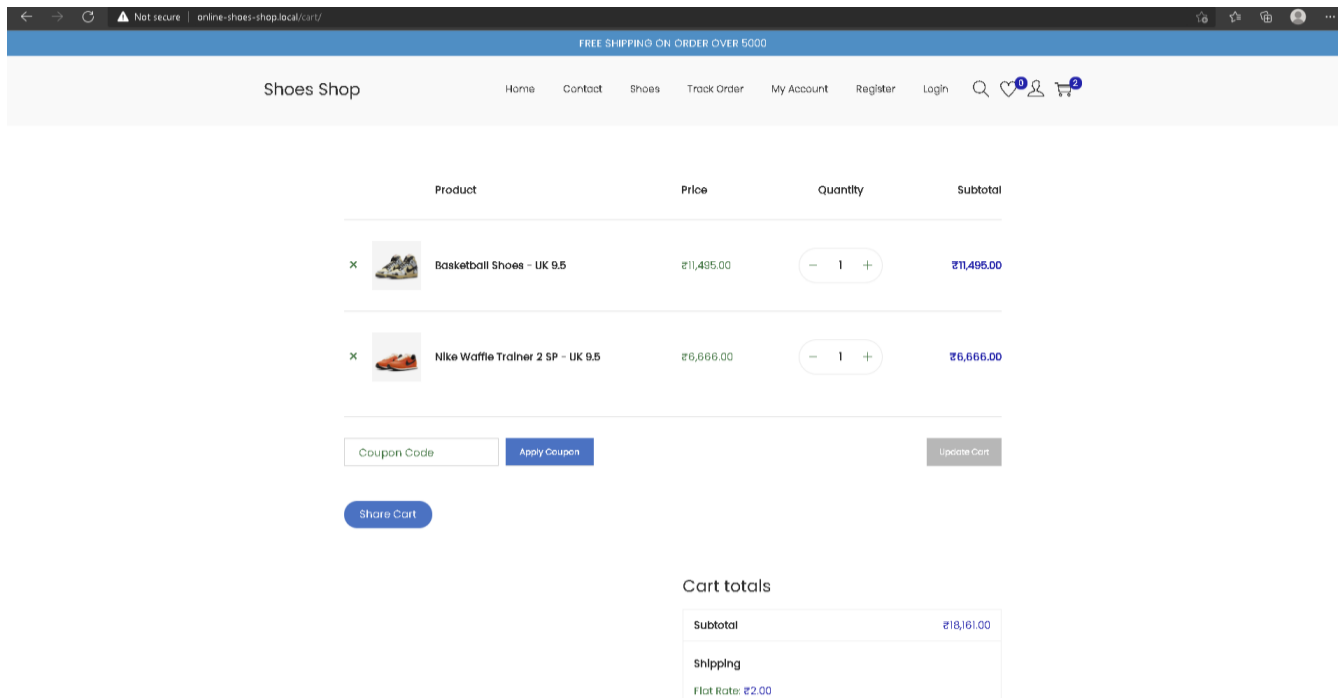 Not secure online-shoes-shop.local/cart/
FREE SHIPPING ON ORDER OVER 5000
Shoes Shop Home Contact Shoes Track Order My Account Register Login 0 2
Product Price Quantity Subtotal
× Basketball Shoes - UK 9.5 ₹11,495.00 − 1 + ₹11,495.00
× Nike Waffle Trainer 2 SP - UK 9.5 ₹6,666.00 − 1 + ₹6,666.00
Coupon Code Apply Coupon Update Cart
Share Cart
Cart totals
Subtotal ₹18,161.00
Shipping
Flat Rate: ₹2.00